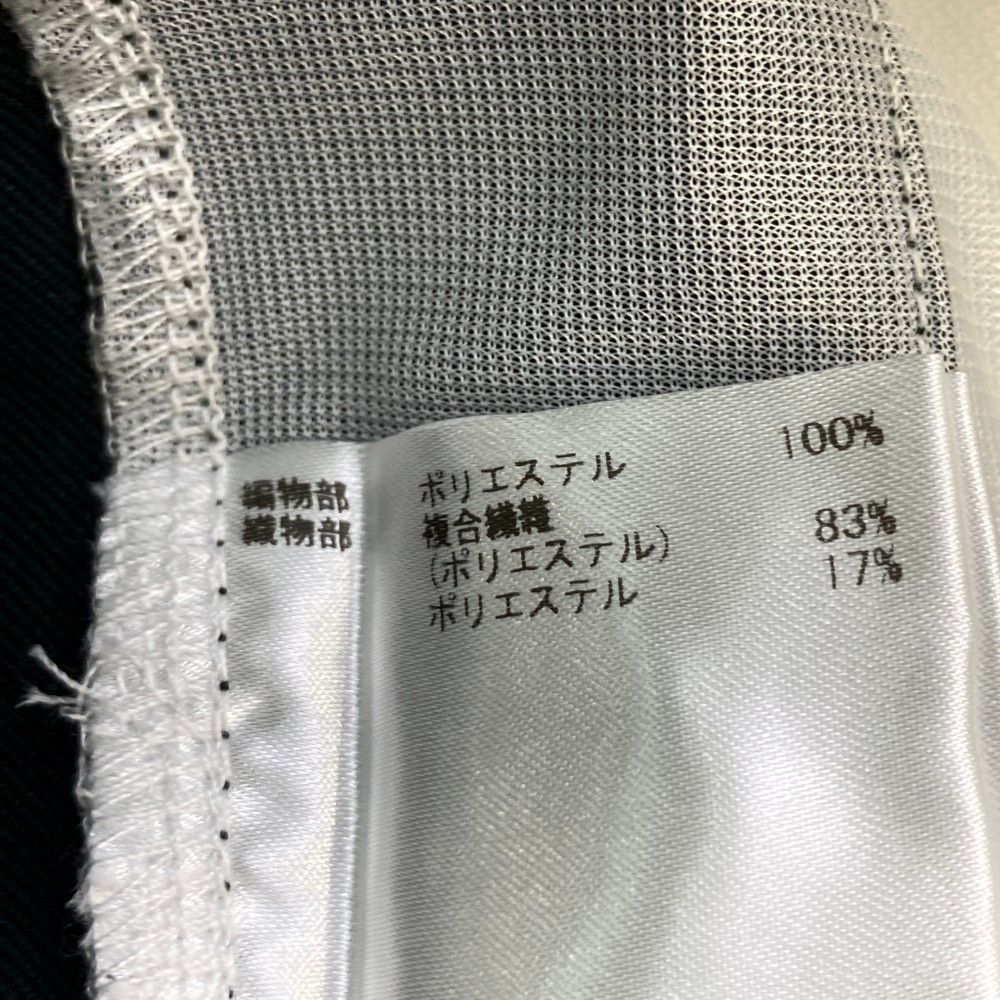 編物部 ポリエステル 100%
織物部 複合繊維 83%
(ポリエステル)
ポリエステル 17%